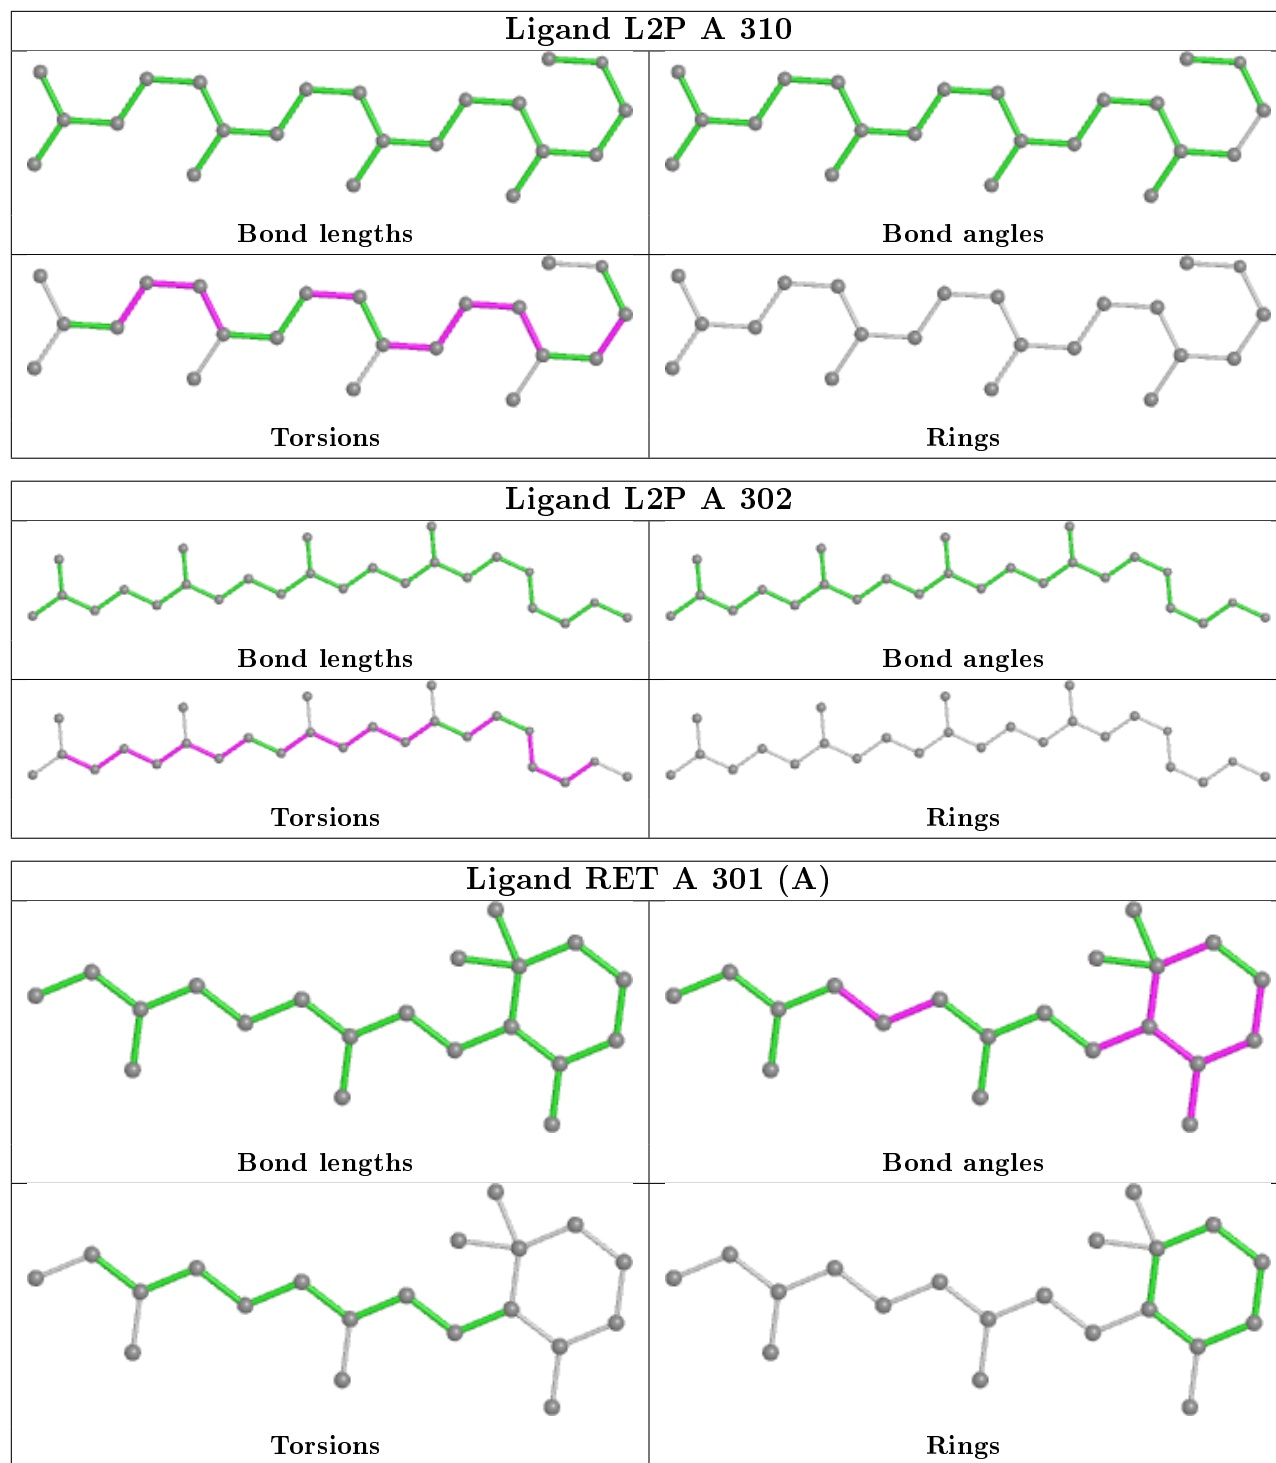 Ligand L2P A 310
Bond lengths
Bond angles
Torsions
Rings
Ligand L2P A 302
Bond lengths
Bond angles
Torsions
Rings
Ligand RET A 301 (A)
Bond lengths
Bond angles
Torsions
Rings